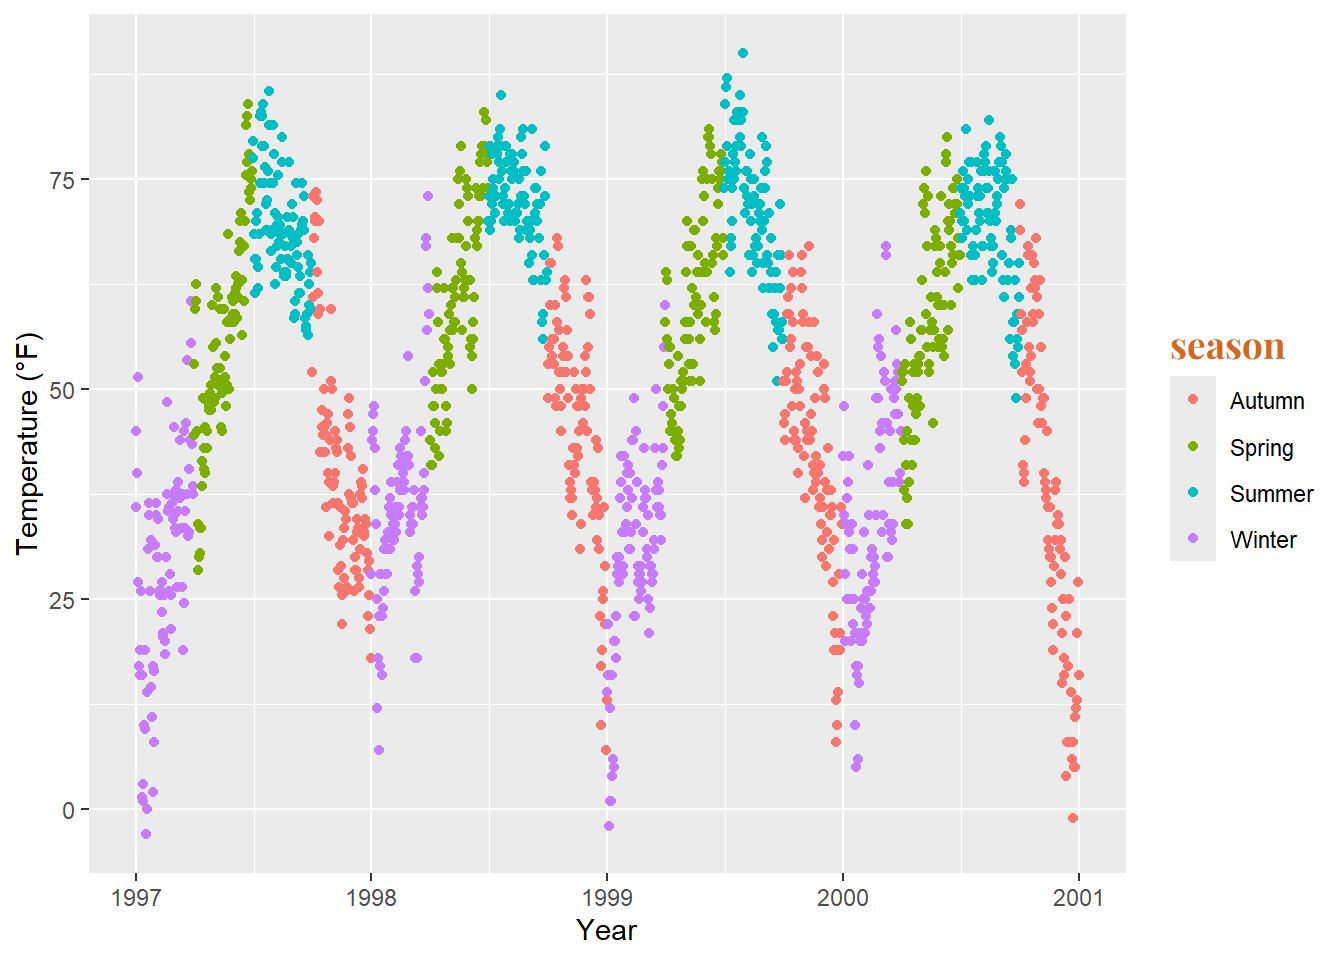 75
50
25
0
Temperature (°F)
1997 1998 1999 2000 2001
Year
season
Autumn
Spring
Summer
Winter